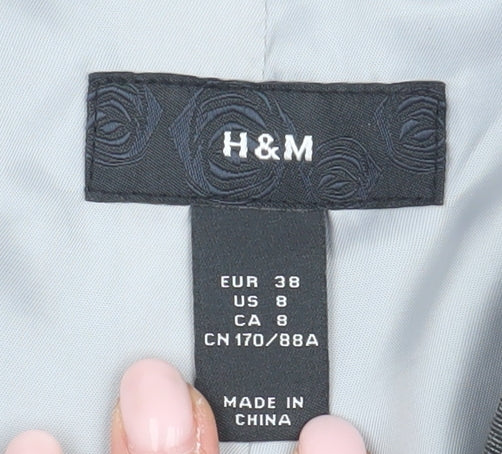 H&M
EUR 38
US 8
CA 8
CN 170/88A
MADE IN
CHINA